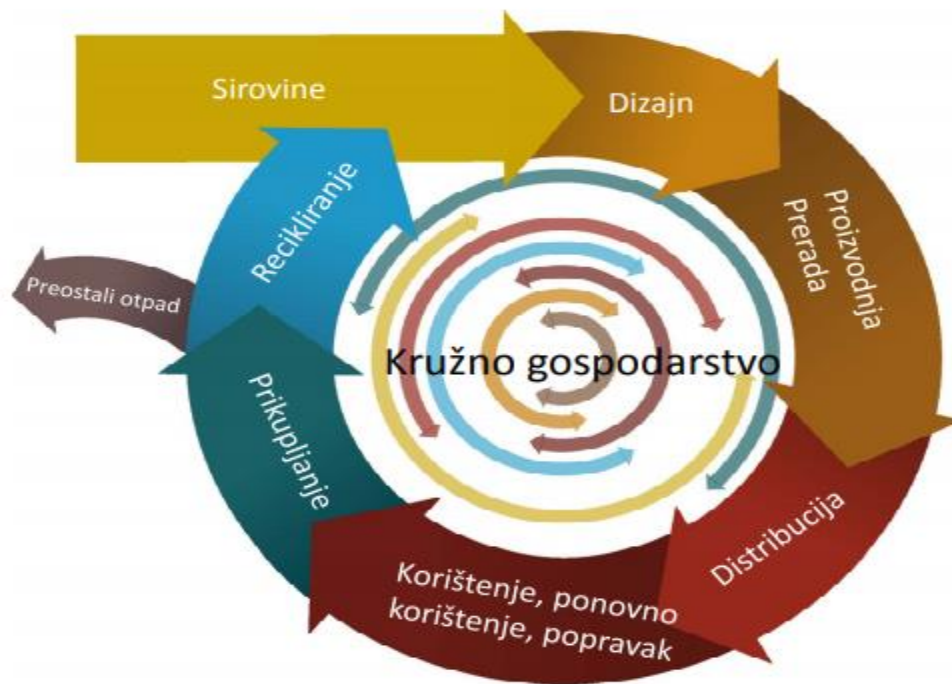 Sirovine
Dizajn
Proizvodnja
Prerada
Distribucija
Korištenje, ponovno
korištenje, popravak
Prikupljanje
Recikliranje
Preostali otpad
Kružno gospodarstvo